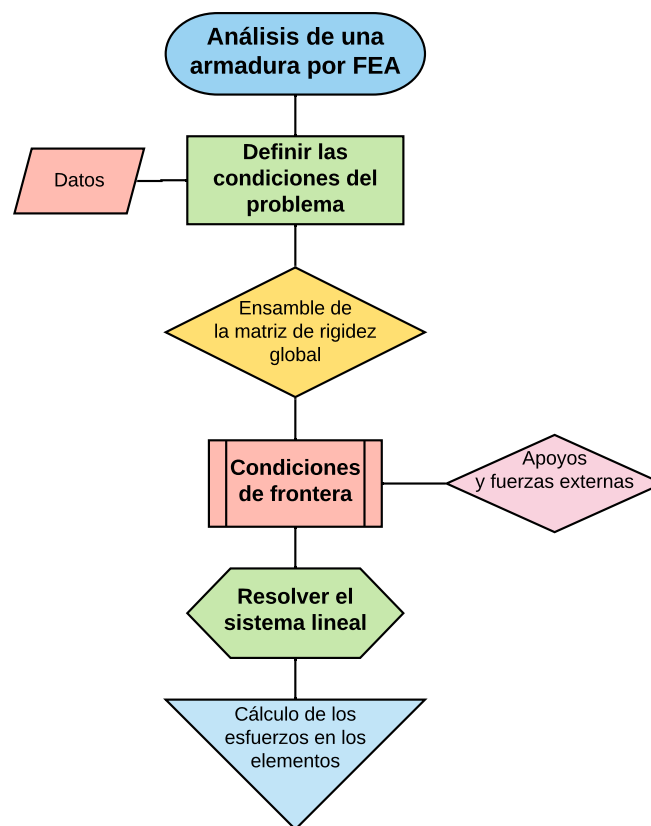 Análisis de una
armadura por FEA
Definir las
condiciones del
problema
Datos
Ensamble de
la matriz de rigidez
global
Condiciones
de frontera
Apoyos
y fuerzas externas
Resolver el
sistema lineal
Cálculo de los
esfuerzos en los
elementos